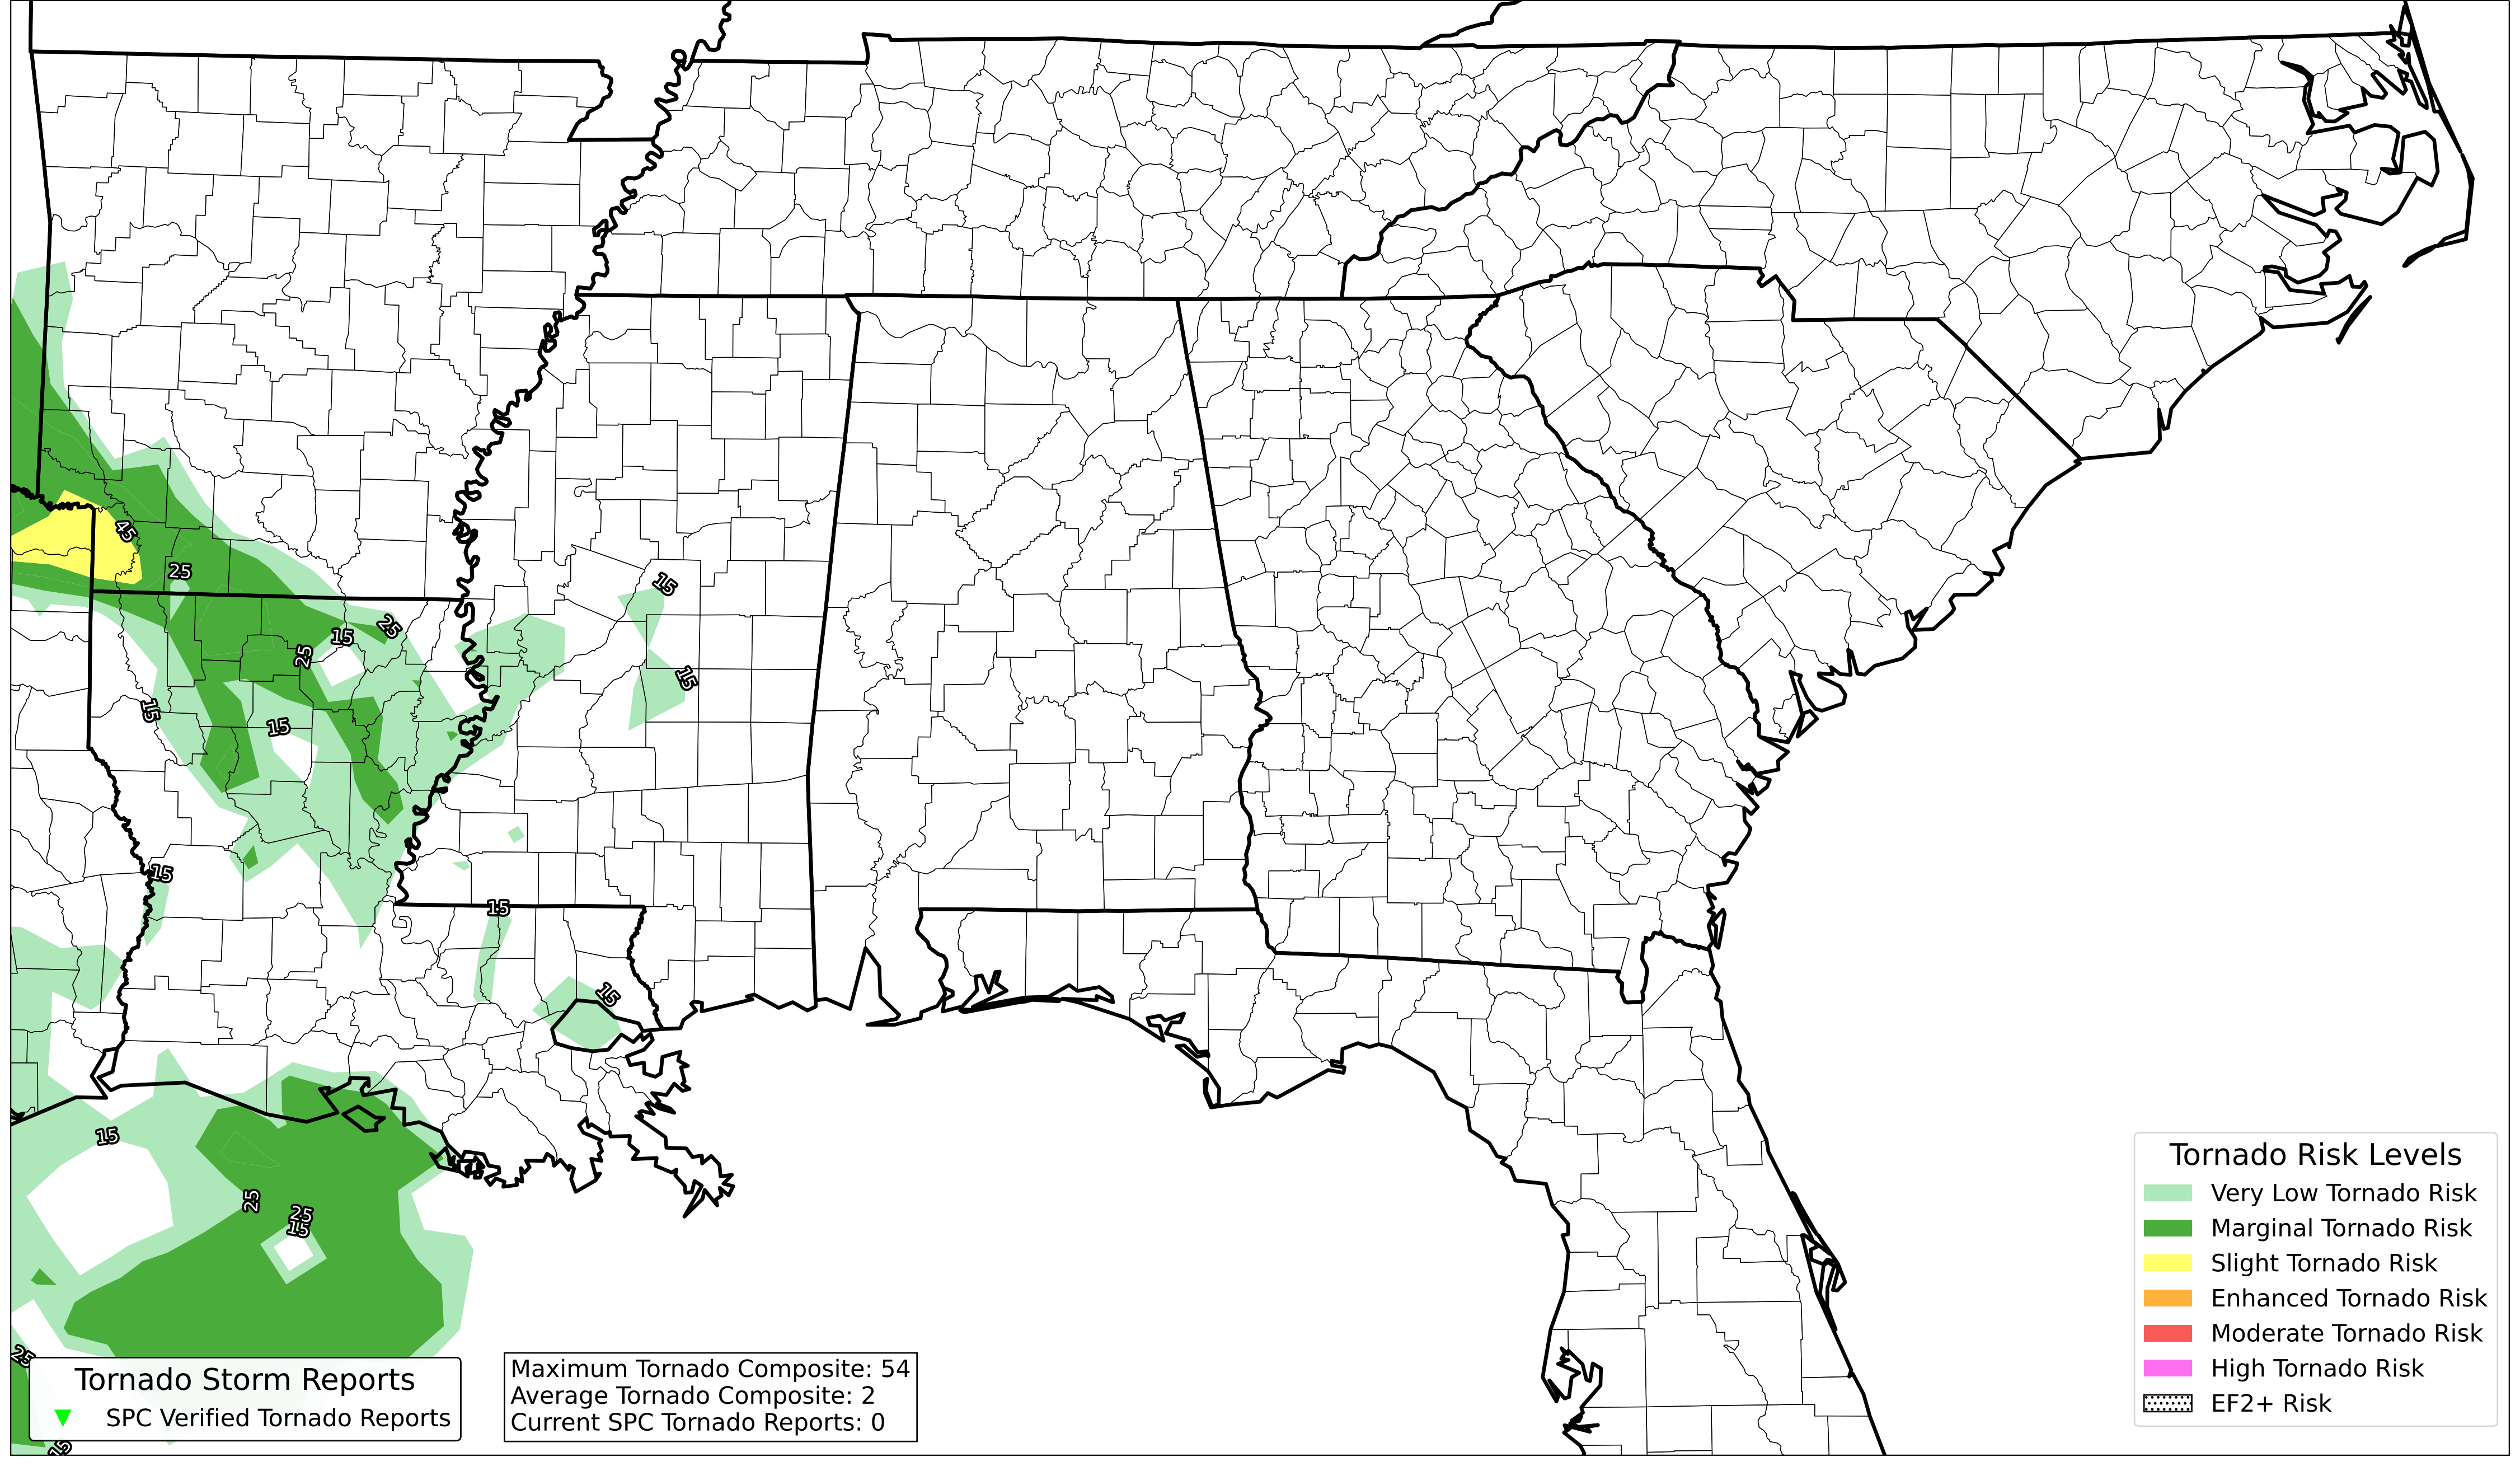 15
45
25
15
25
25
15
15
15
15
15
15
15
15
25
25
15
25
15
Tornado Storm Reports
SPC Verified Tornado Reports
Maximum Tornado Composite: 54
Average Tornado Composite: 2
Current SPC Tornado Reports: 0
Tornado Risk Levels
Very Low Tornado Risk
Marginal Tornado Risk
Slight Tornado Risk
Enhanced Tornado Risk
Moderate Tornado Risk
High Tornado Risk
EF2+ Risk